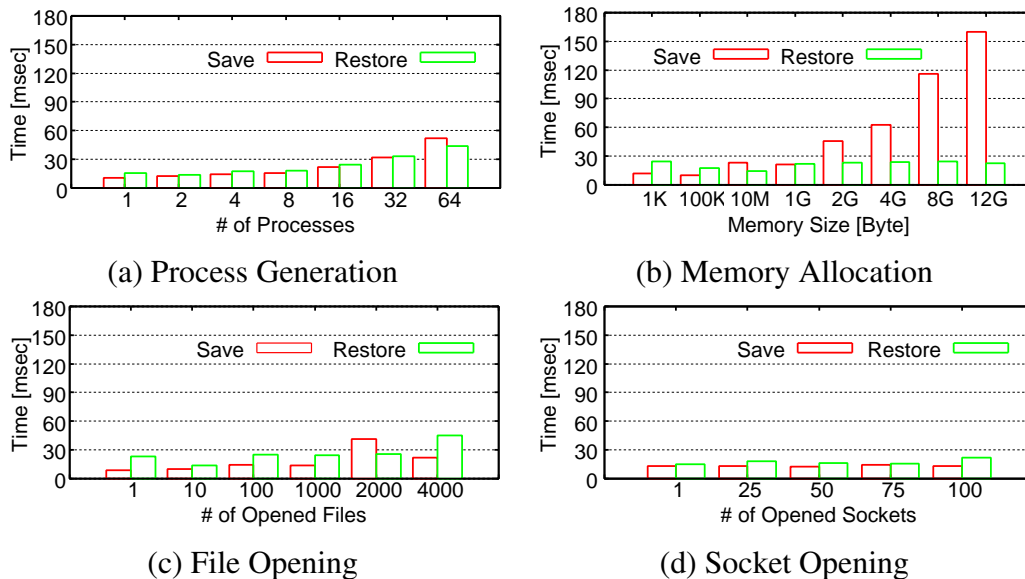 180
150
120
90
60
30
0
Time [msec]
Save
Restore
1 2 4 8 16 32 64
# of Processes
(a) Process Generation
180
150
120
90
60
30
0
Time [msec]
Save
Restore
1K 100K 10M 1G 2G 4G 8G 12G
Memory Size [Byte]
(b) Memory Allocation
180
150
120
90
60
30
0
Time [msec]
Save
Restore
1 10 100 1000 2000 4000
# of Opened Files
(c) File Opening
180
150
120
90
60
30
0
Time [msec]
Save
Restore
1 25 50 75 100
# of Opened Sockets
(d) Socket Opening